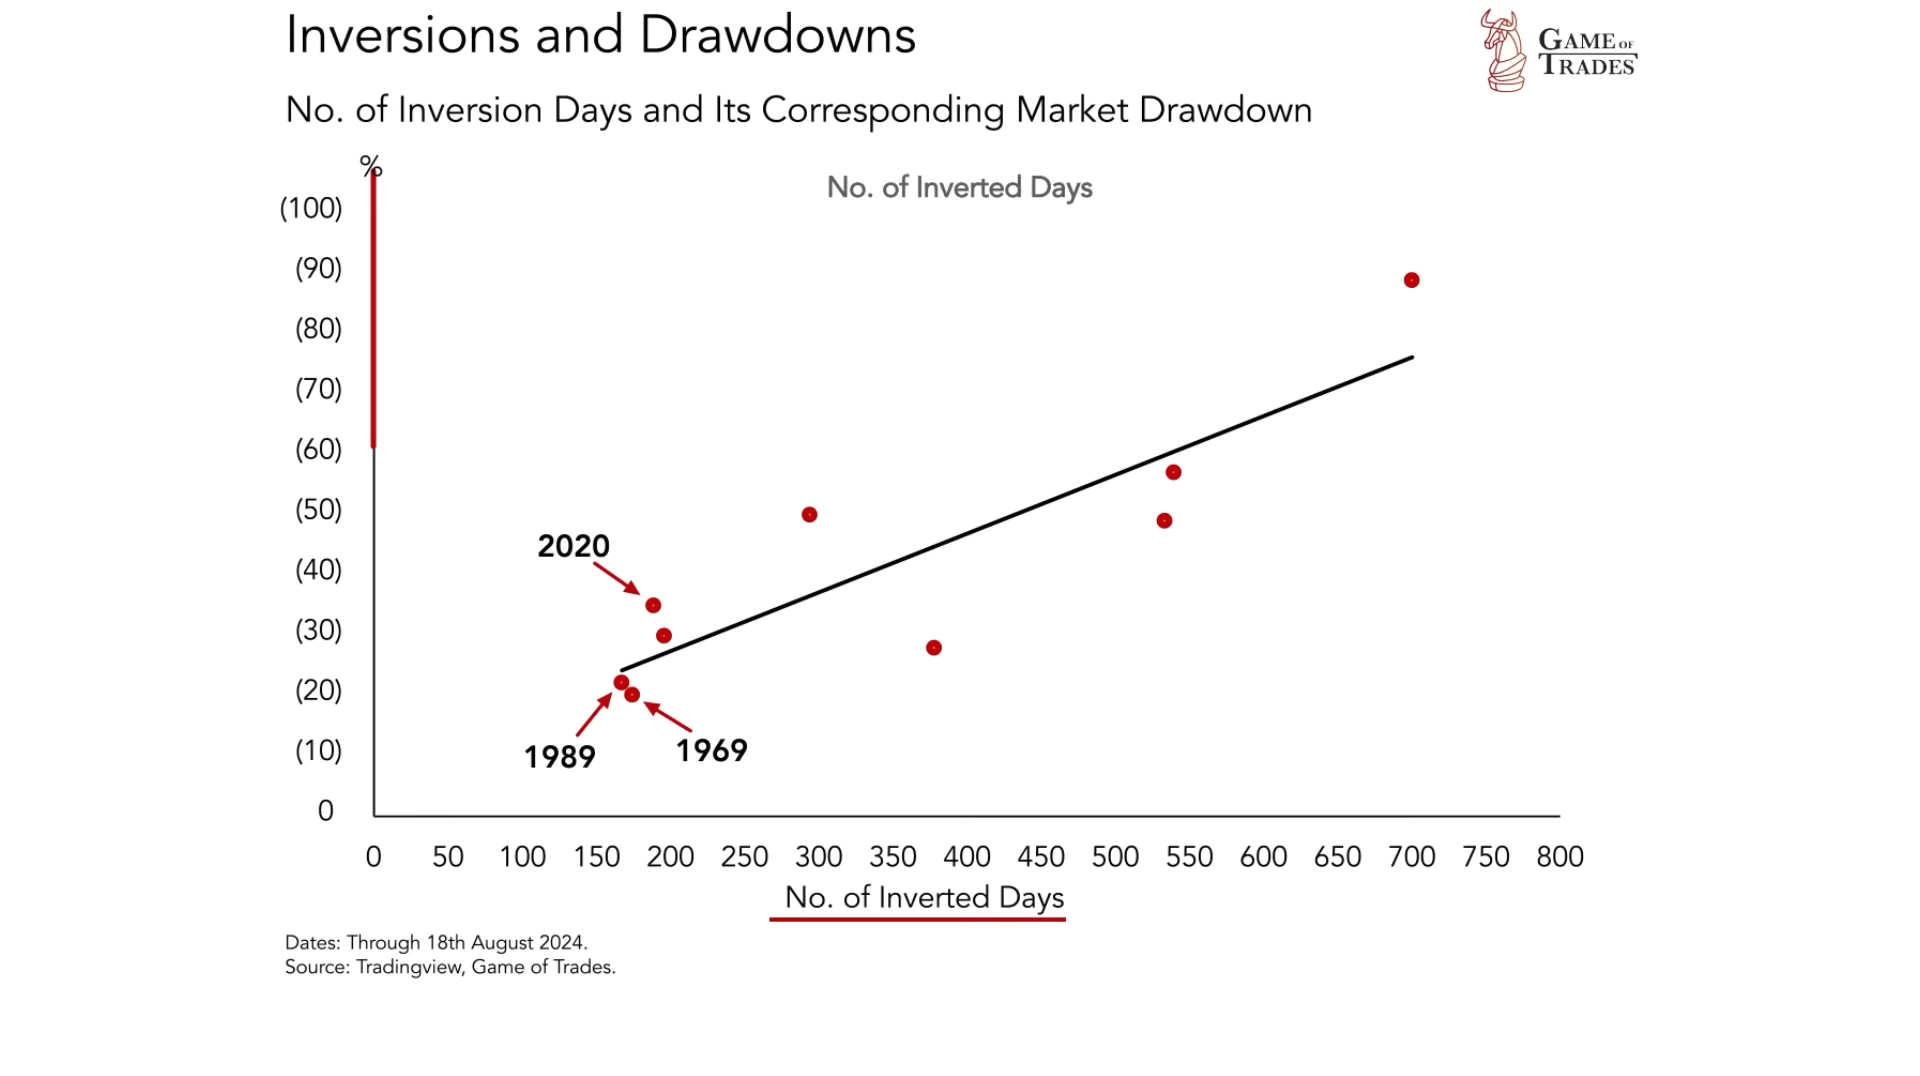 Inversions and Drawdowns
GAME OF
TRADES
No. of Inversion Days and Its Corresponding Market Drawdown
%
No. of Inverted Days
(100)
(90)
(80)
(70)
(60)
(50)
2020
(40)
(30)
(20)
1989
1969
(10)
0
0 50 100 150 200 250 300 350 400 450 500 550 600 650 700 750 800
No. of Inverted Days
Dates: Through 18th August 2024.
Source: Tradingview, Game of Trades.